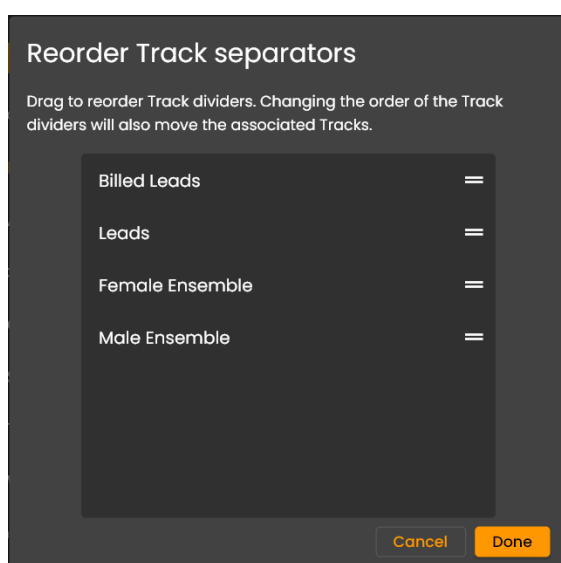 Reorder Track separators
Drag to reorder Track dividers. Changing the order of the Track
dividers will also move the associated Tracks.
Billed Leads
Leads
Female Ensemble
Male Ensemble
Cancel
Done